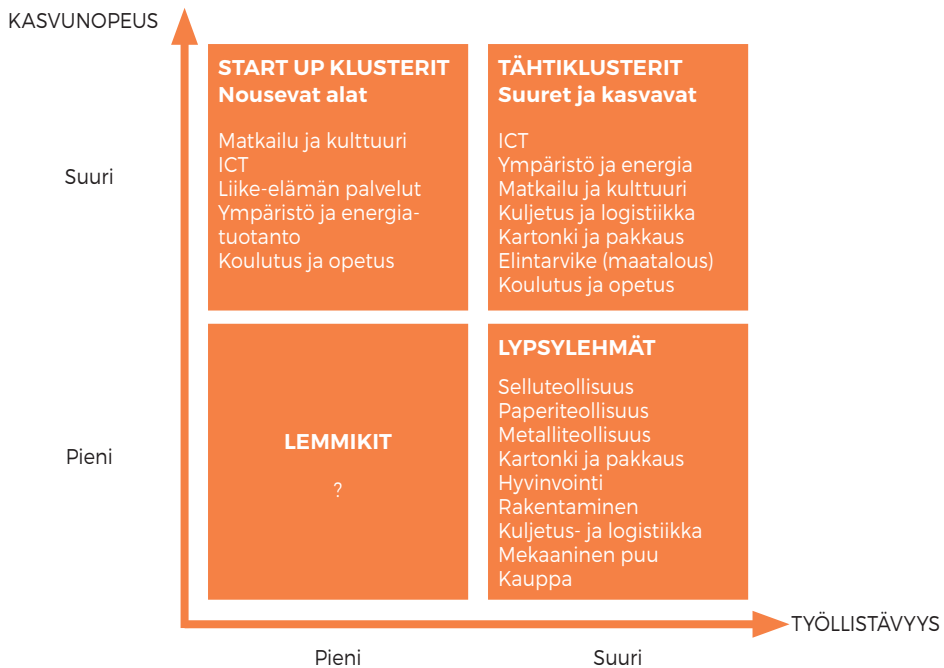 KASVUNOPEUS
START UP KLUSTERIT
Nousevat alat
Matkailu ja kulttuuri
ICT
Liike-elämän palvelut
Ympäristö ja energia-
tuotanto
Koulutus ja opetus
TÄHTIKLUSTERIT
Suuret ja kasvavat
ICT
Ympäristö ja energia
Matkailu ja kulttuuri
Kuljetus ja logistiikka
Kartonki ja pakkaus
Elintarvike (maatalous)
Koulutus ja opetus
Suuri
LEMMIKIT
?
LYPSYLEHMÄT
Selluteollisuus
Paperiteollisuus
Metalliteollisuus
Kartonki ja pakkaus
Hyvinvointi
Rakentaminen
Kuljetus- ja logistiikka
Mekaaninen puu
Kauppa
Pieni
TYÖLLISTÄVYYS
Pieni
Suuri